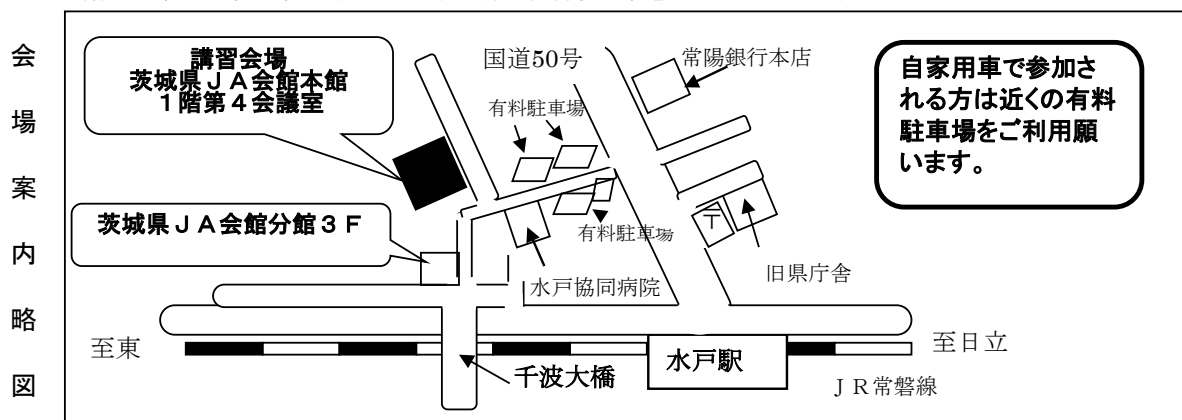 会場案内略図
講習会場
茨城県ＪＡ会館本館
１階第４会議室
国道50号
常陽銀行本店
自家用車で参加さ
れる方は近くの有料
駐車場をご利用願
います。
有料駐車場
茨城県ＪＡ会館分館３Ｆ
有料駐車場
〒
旧県庁舎
水戸協同病院
至東
水戸駅
至日立
千波大橋
ＪＲ常磐線